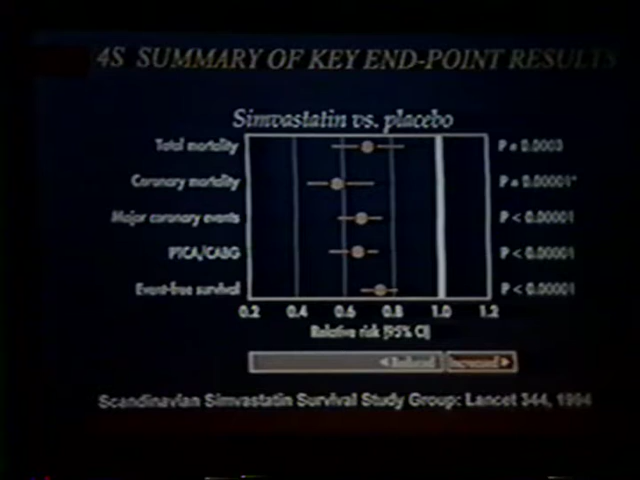 4S SUMMARY OF KEY END-POINT RESULTS
Simvastatin vs. placebo
Total mortality P = 0.0003
Coronary mortality P = 0.00001*
Major coronary events P < 0.00001
PTCA/CABG P < 0.00001
Event-free survival P < 0.00001
0.2 0.4 0.6 0.8 1.0 1.2
Relative risk (95% CI)
Reduced Increased
Scandinavian Simvastatin Survival Study Group: Lancet 344, 1994